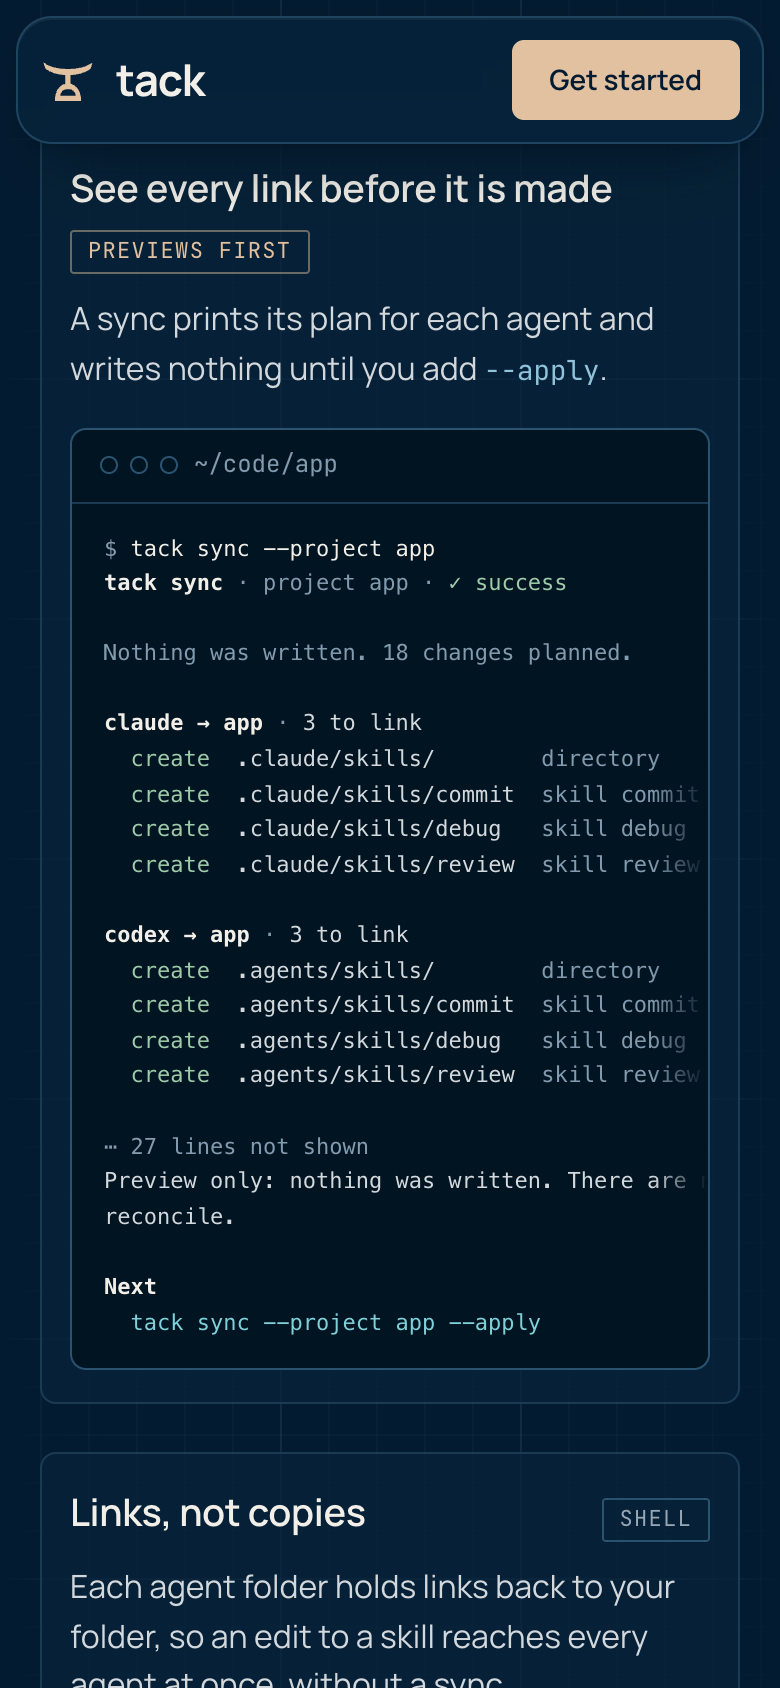 tack
Get started
See every link before it is made
PREVIEWS FIRST
A sync prints its plan for each agent and
writes nothing until you add --apply.
~/code/app
$ tack sync --project app
tack sync · project app · ✓ success
Nothing was written. 18 changes planned.
claude → app · 3 to link
create .claude/skills/ directory
create .claude/skills/commit skill commit
create .claude/skills/debug skill debug
create .claude/skills/review skill review
codex → app · 3 to link
create .agents/skills/ directory
create .agents/skills/commit skill commit
create .agents/skills/debug skill debug
create .agents/skills/review skill review
⋯ 27 lines not shown
Preview only: nothing was written. There are
reconcile.
Next
tack sync --project app --apply
Links, not copies
SHELL
Each agent folder holds links back to your
folder, so an edit to a skill reaches every
agent at once, without a sync.